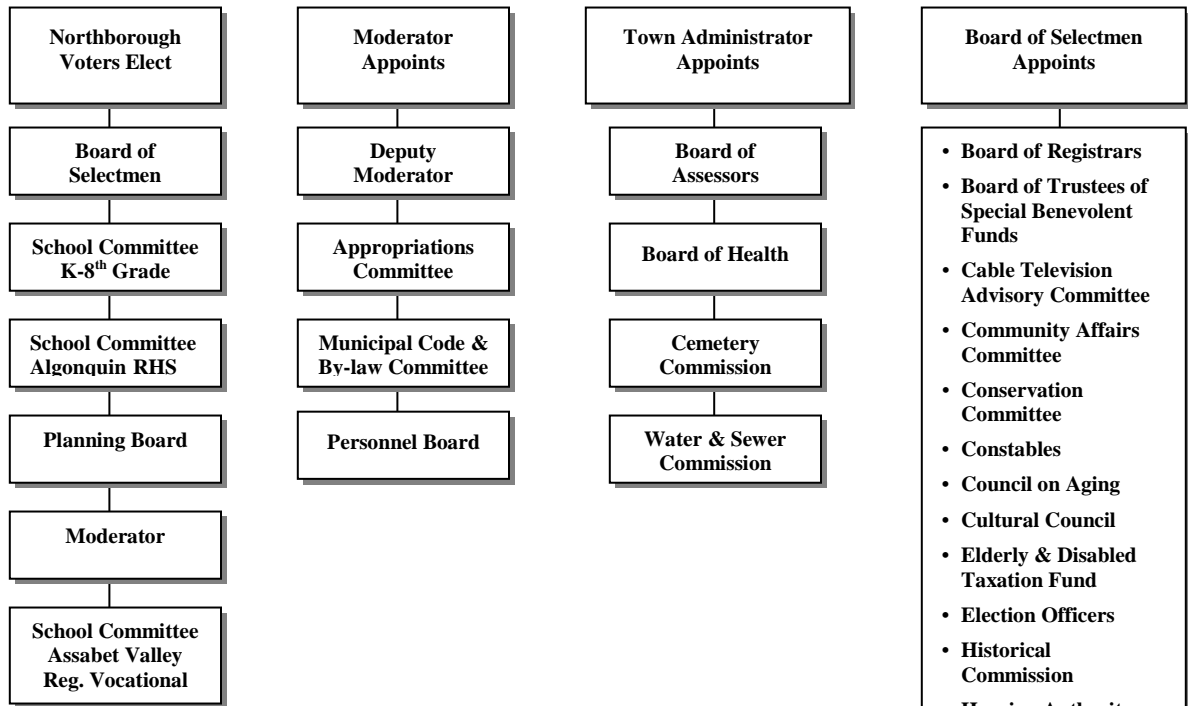 Northborough
Voters Elect
Board of
Selectmen
School Committee
K-8th Grade
School Committee
Algonquin RHS
Planning Board
Moderator
School Committee
Assabet Valley
Reg. Vocational
Moderator
Appoints
Deputy
Moderator
Appropriations
Committee
Municipal Code &
By-law Committee
Personnel Board
Town Administrator
Appoints
Board of
Assessors
Board of Health
Cemetery
Commission
Water & Sewer
Commission
Board of Selectmen
Appoints
• Board of Registrars
• Board of Trustees of
Special Benevolent
Funds
• Cable Television
Advisory Committee
• Community Affairs
Committee
• Conservation
Committee
• Constables
• Council on Aging
• Cultural Council
• Elderly & Disabled
Taxation Fund
• Election Officers
• Historical
Commission